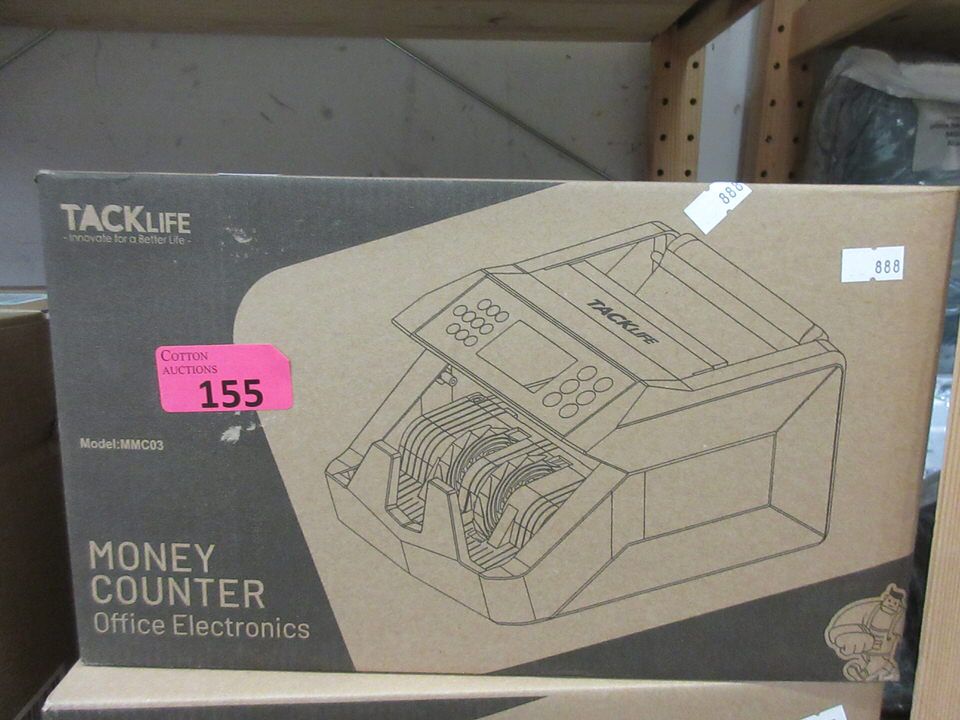 TACKLIFE
- Innovate for a Better Life -
888
888
TACKLIFE
COTTON
AUCTIONS
155
Model:MMC03
MONEY
COUNTER
Office Electronics